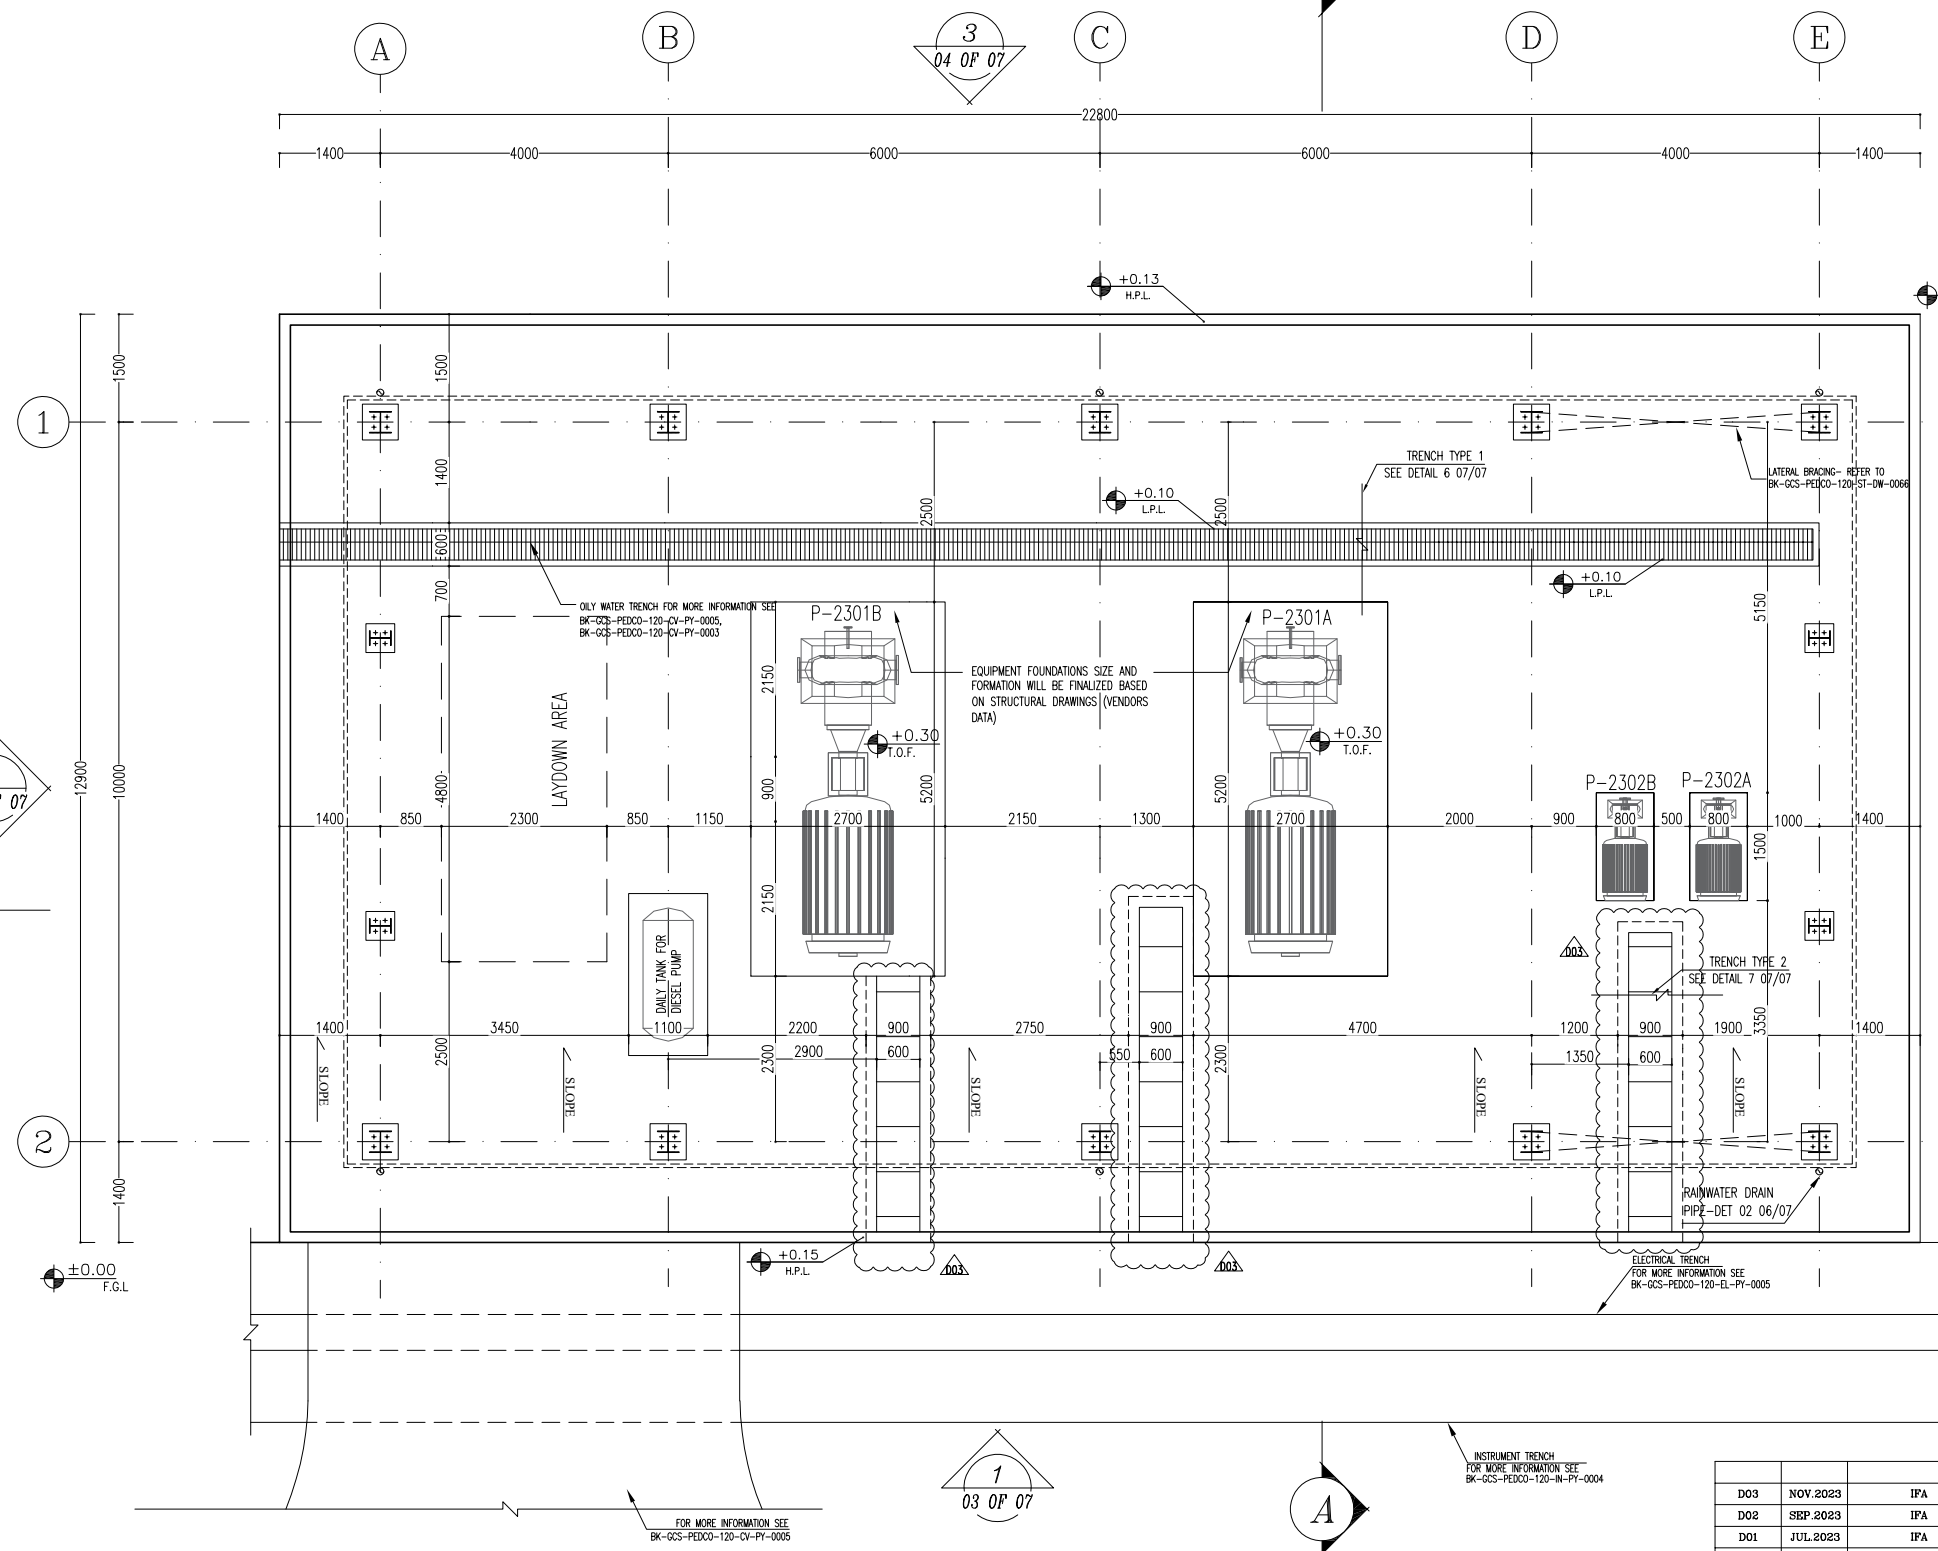 A
B
3
04 OF 07
C
D
E
22800
1400
4000
6000
6000
4000
1400
+0.13
H.P.L.
1500
1500
12900
10000
1400
1
1400
2500
2500
TRENCH TYPE 1
SEE DETAIL 6 07/07
LATERAL BRACING- REFER TO
BK-GCS-PEDCO-120-ST-DW-0066
+0.10
L.P.L.
600
700
+0.10
L.P.L.
5150
OILY WATER TRENCH FOR MORE INFORMATION SEE
BK-GCS-PEDCO-120-CV-PY-0005,
BK-GCS-PEDCO-120-CV-PY-0003
P-2301B
P-2301A
EQUIPMENT FOUNDATIONS SIZE AND
FORMATION WILL BE FINALIZED BASED
ON STRUCTURAL DRAWINGS (VENDORS
DATA)
2150
LAYDOWN AREA
+0.30
T.O.F.
+0.30
T.O.F.
07
4800
900
5200
5200
P-2302B
P-2302A
1400
850
2300
850
1150
2700
2150
1300
2700
2000
900
800
500
800
1000
1400
1500
2150
DAILY TANK FOR
DIESEL PUMP
D03
TRENCH TYPE 2
SEE DETAIL 7 07/07
1400
3450
1100
2200
900
2750
900
4700
1200
900
1900
3350
1400
2500
2300
2900
600
550
600
2300
1350
600
SLOPE
SLOPE
SLOPE
SLOPE
SLOPE
2
RAINWATER DRAIN
PIPE-DET 02 06/07
±0.00
F.G.L
+0.15
H.P.L.
D03
D03
ELECTRICAL TRENCH
FOR MORE INFORMATION SEE
BK-GCS-PEDCO-120-EL-PY-0005
1
03 OF 07
A
INSTRUMENT TRENCH
FOR MORE INFORMATION SEE
BK-GCS-PEDCO-120-IN-PY-0004
FOR MORE INFORMATION SEE
BK-GCS-PEDCO-120-CV-PY-0005
D03 NOV.2023 IFA
D02 SEP.2023 IFA
D01 JUL.2023 IFA